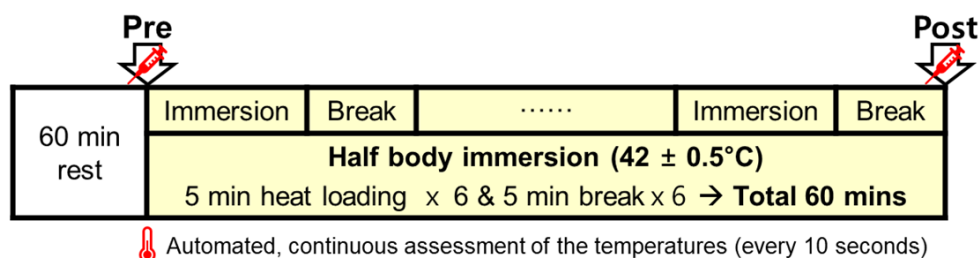 Pre
Post
60 min
rest
Immersion
Break
······
Immersion
Break
Half body immersion (42 ± 0.5°C)
5 min heat loading x 6 & 5 min break x 6 → Total 60 mins
Automated, continuous assessment of the temperatures (every 10 seconds)